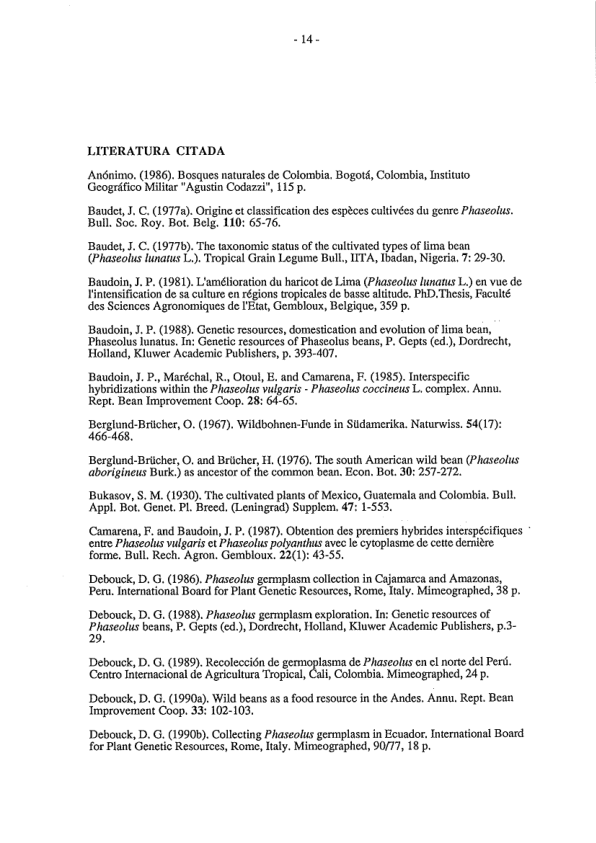 - 14 -
LITERATURA CITADA
Anónimo. (1986). Bosques naturales de Colombia. Bogotá, Colombia, Instituto
Geográfico Militar "Agustin Codazzi", 115 p.
Baudet, J. C. (1977a). Origine et classification des espèces cultivées du genre Phaseolus.
Bull. Soc. Roy. Bot. Belg. 110: 65-76.
Baudet, J. C. (1977b). The taxonomic status of the cultivated types of lima bean
(Phaseolus lunatus L.). Tropical Grain Legume Bull., IITA, Ibadan, Nigeria. 7: 29-30.
Baudoin, J. P. (1981). L'amélioration du haricot de Lima (Phaseolus lunatus L.) en vue de
l'intensification de sa culture en régions tropicales de basse altitude. PhD.Thesis, Faculté
des Sciences Agronomiques de l'Etat, Gembloux, Belgique, 359 p.
Baudoin, J. P. (1988). Genetic resources, domestication and evolution of lima bean,
Phaseolus lunatus. In: Genetic resources of Phaseolus beans, P. Gepts (ed.), Dordrecht,
Holland, Kluwer Academic Publishers, p. 393-407.
Baudoin, J. P., Maréchal, R., Otoul, E. and Camarena, F. (1985). Interspecific
hybridizations within the Phaseolus vulgaris - Phaseolus coccineus L. complex. Annu.
Rept. Bean Improvement Coop. 28: 64-65.
Berglund-Brücher, O. (1967). Wildbohnen-Funde in Südamerika. Naturwiss. 54(17):
466-468.
Berglund-Brücher, O. and Brücher, H. (1976). The south American wild bean (Phaseolus
aborigineus Burk.) as ancestor of the common bean. Econ. Bot. 30: 257-272.
Bukasov, S. M. (1930). The cultivated plants of Mexico, Guatemala and Colombia. Bull.
Appl. Bot. Genet. Pl. Breed. (Leningrad) Supplem. 47: 1-553.
Camarena, F. and Baudoin, J. P. (1987). Obtention des premiers hybrides interspécifiques
entre Phaseolus vulgaris et Phaseolus polyanthus avec le cytoplasme de cette dernière
forme. Bull. Rech. Agron. Gembloux. 22(1): 43-55.
Debouck, D. G. (1986). Phaseolus germplasm collection in Cajamarca and Amazonas,
Peru. International Board for Plant Genetic Resources, Rome, Italy. Mimeographed, 38 p.
Debouck, D. G. (1988). Phaseolus germplasm exploration. In: Genetic resources of
Phaseolus beans, P. Gepts (ed.), Dordrecht, Holland, Kluwer Academic Publishers, p.3-
29.
Debouck, D. G. (1989). Recolección de germoplasma de Phaseolus en el norte del Perú.
Centro Internacional de Agricultura Tropical, Cali, Colombia. Mimeographed, 24 p.
Debouck, D. G. (1990a). Wild beans as a food resource in the Andes. Annu. Rept. Bean
Improvement Coop. 33: 102-103.
Debouck, D. G. (1990b). Collecting Phaseolus germplasm in Ecuador. International Board
for Plant Genetic Resources, Rome, Italy. Mimeographed, 90/77, 18 p.